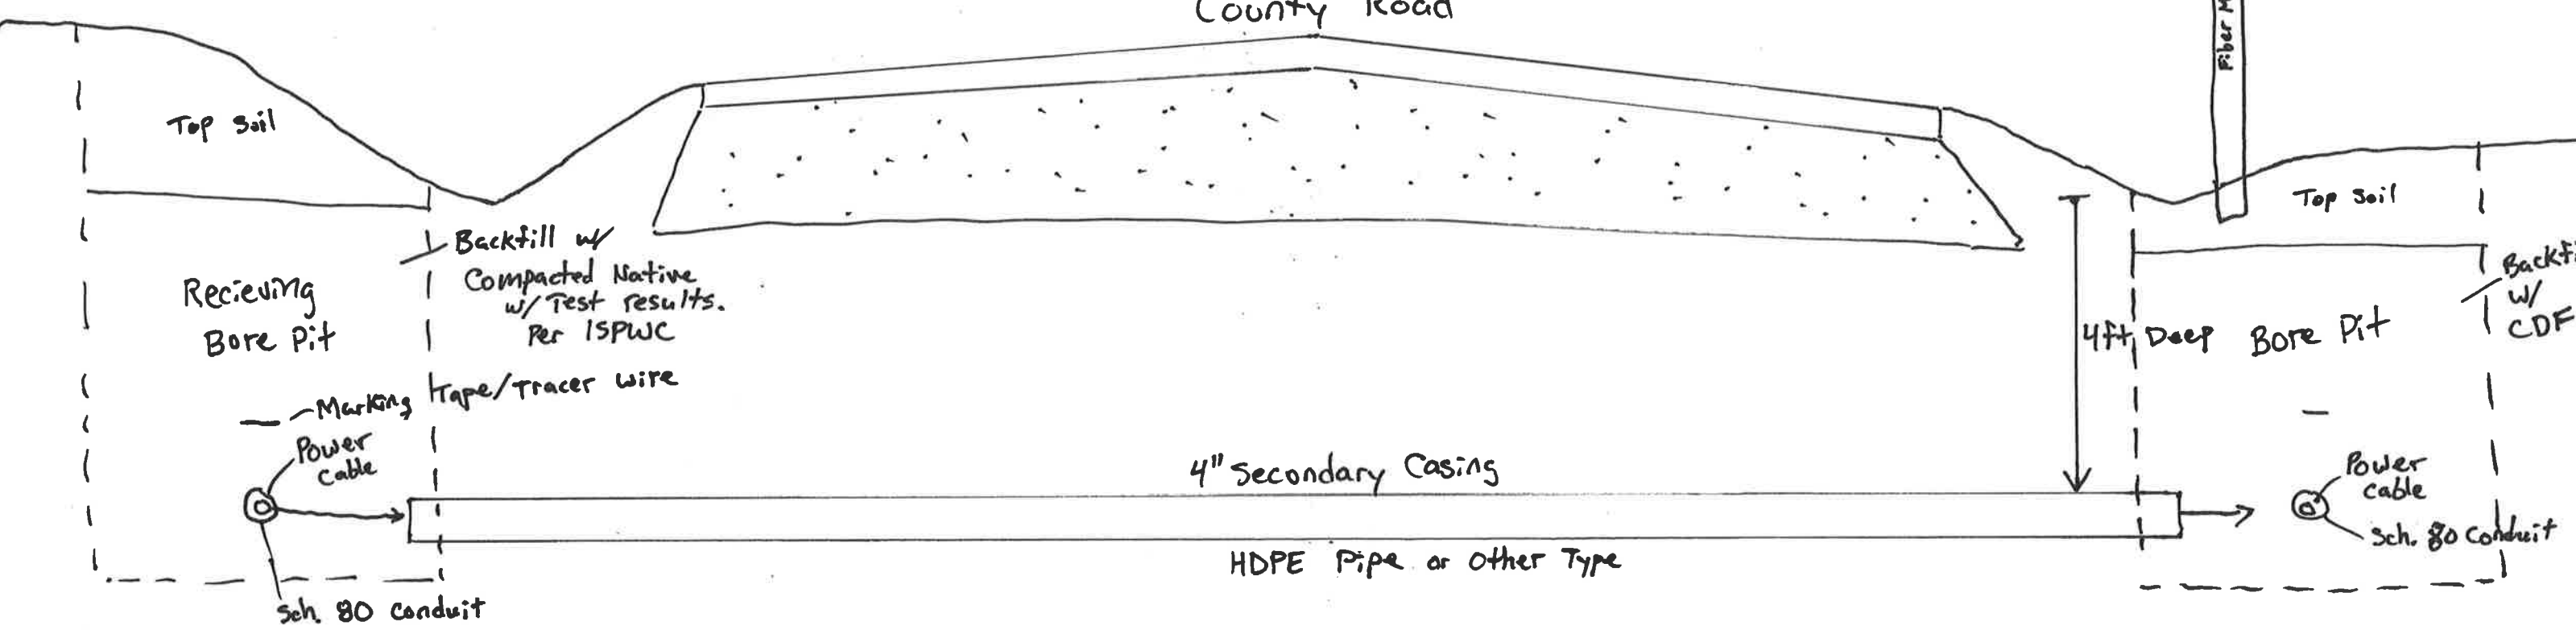 County Road
Fiber M
Top Soil
Top Soil
Backfill w/
Compacted Native
w/ Test results.
Per ISPWC
Recieving
Bore Pit
Backfi
w/
CDF
4ft Deep
Bore Pit
Marking Tape/Tracer wire
Power
Cable
4" Secondary Casing
Power
Cable
Sch. 80 Conduit
HDPE Pipe or Other Type
Sch. 80 Conduit